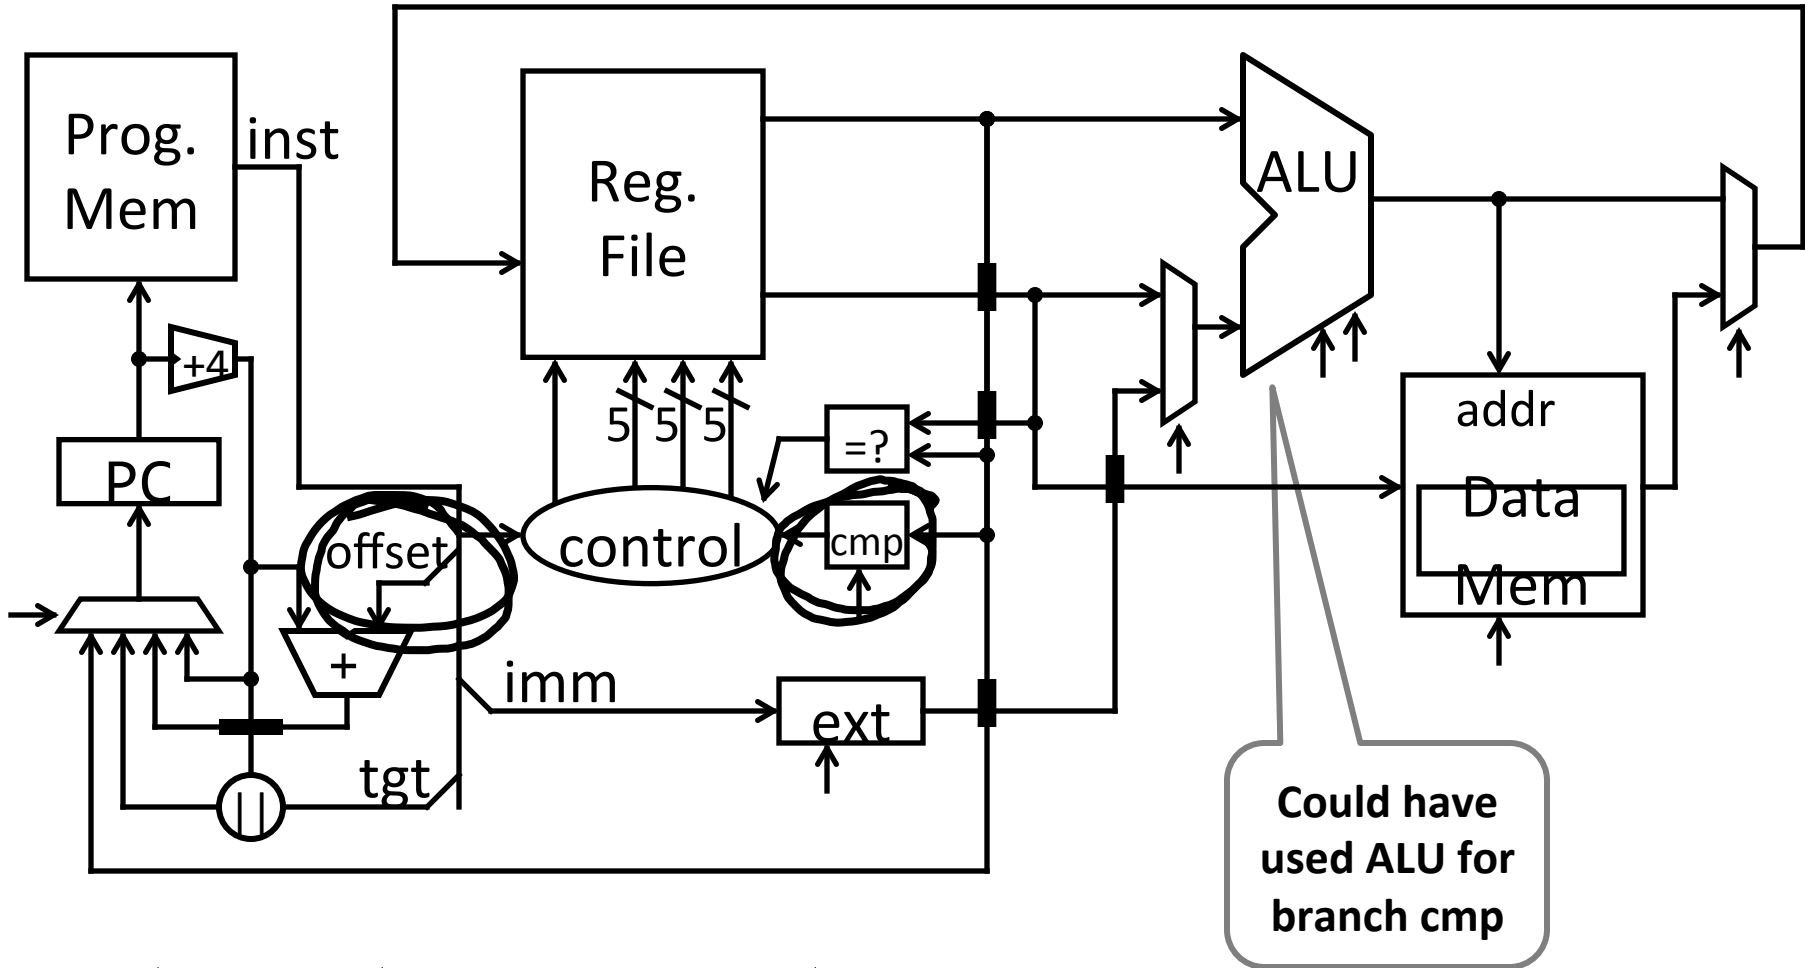 Prog.
Mem
inst
Reg.
File
ALU
+4
5
5
5
=?
addr
PC
Data
Mem
offset
control
cmp
+
imm
ext
tgt
||
Could have
used ALU for
branch cmp